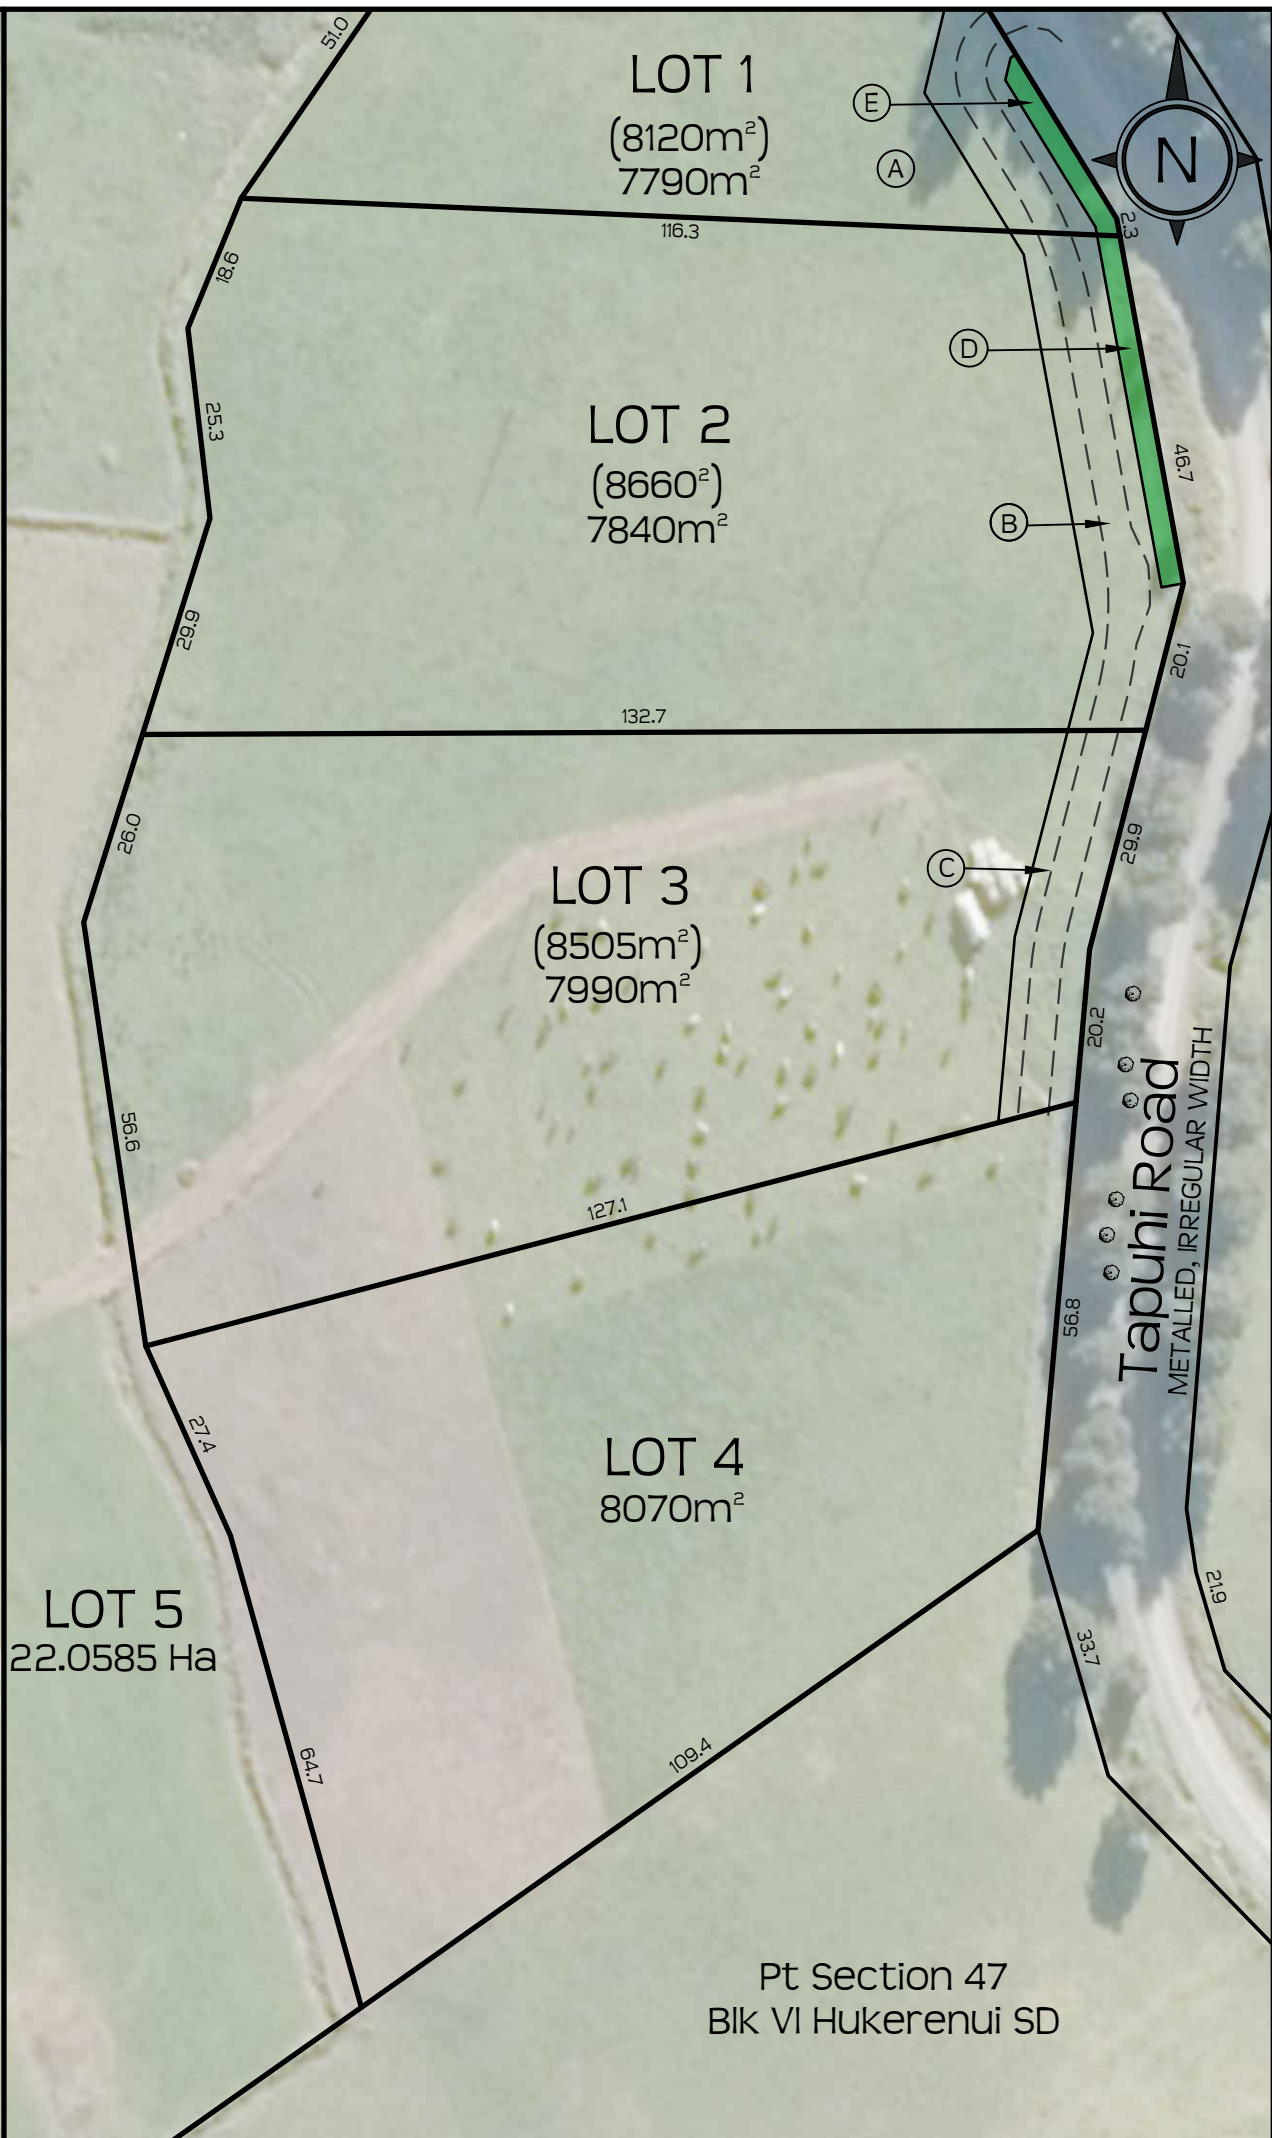 51.0
LOT 1
(8120m²)
7790m²
E
A
N
2.3
116.3
18.6
D
25.3
LOT 2
(8660²)
7840m²
46.7
B
29.9
20.1
132.7
26.0
29.9
C
LOT 3
(8505m²)
7990m²
20.2
56.6
127.1
Tapuhi Road
METALLED, IRREGULAR WIDTH
56.8
27.4
LOT 4
8070m²
LOT 5
22.0585 Ha
21.9
33.7
64.7
109.4
Pt Section 47
Blk VI Hukerenui SD